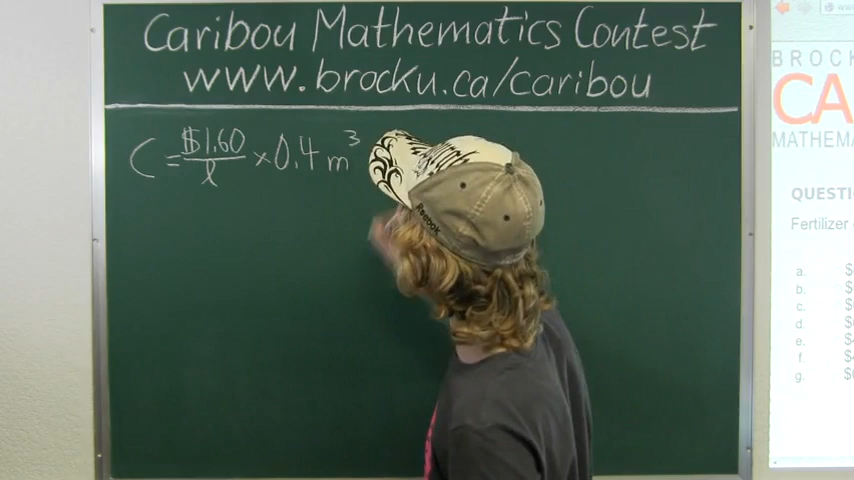 Caribou Mathematics Contest
www.brocku.ca/caribou
C = $1.60/l × 0.4 m³
Reebok
BROCK
CA
MATHEMA
QUESTI
Fertilizer
a. $
b. $
c. $
d. $
e. $
f. $
g. $